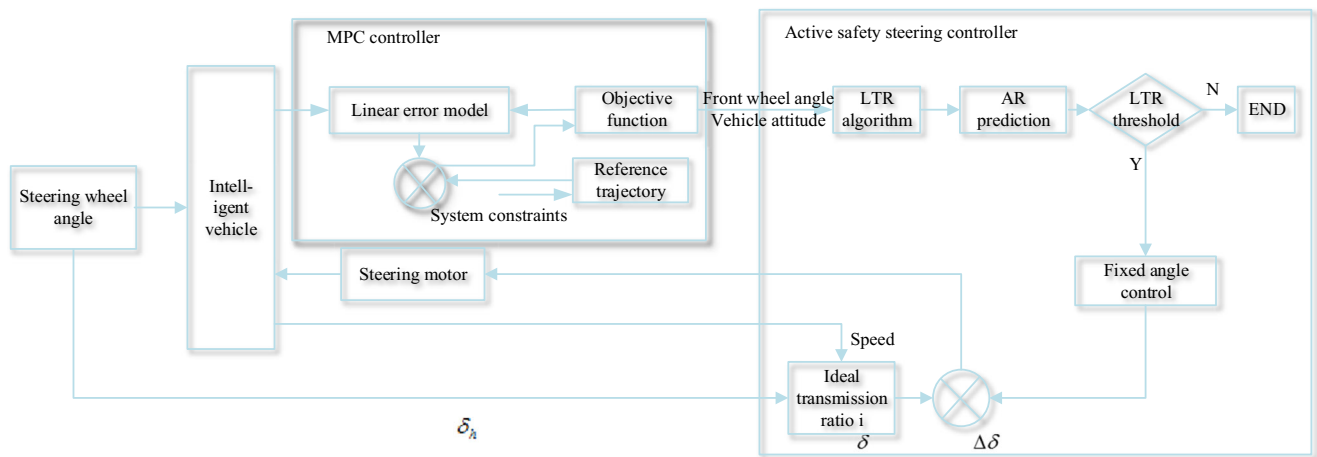 MPC controller
Active safety steering controller
Linear error model
Objective
function
Front wheel angle
Vehicle attitude
LTR
algorithm
AR
prediction
LTR
threshold
N
END
Y
Reference
trajectory
System constraints
Steering wheel
angle
Intell-
igent
vehicle
Steering motor
Fixed angle
control
Speed
Ideal
transmission
ratio i
δₕ
δ
Δδ